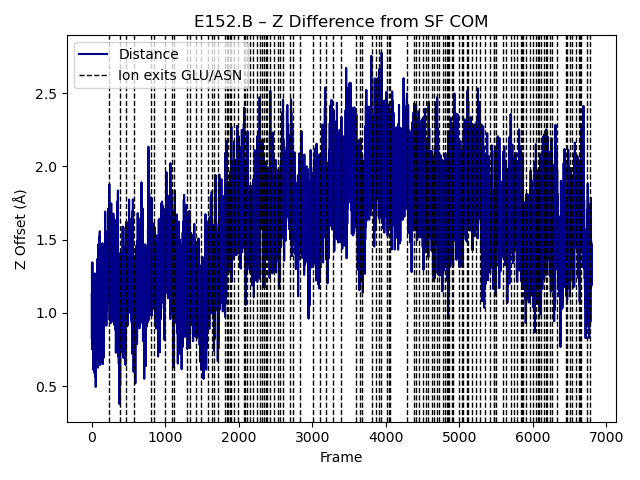 E152.B – Z Difference from SF COM
Distance
Ion exits GLU/ASN
Z Offset (Å)
2.5
2.0
1.5
1.0
0.5
0 1000 2000 3000 4000 5000 6000 7000
Frame